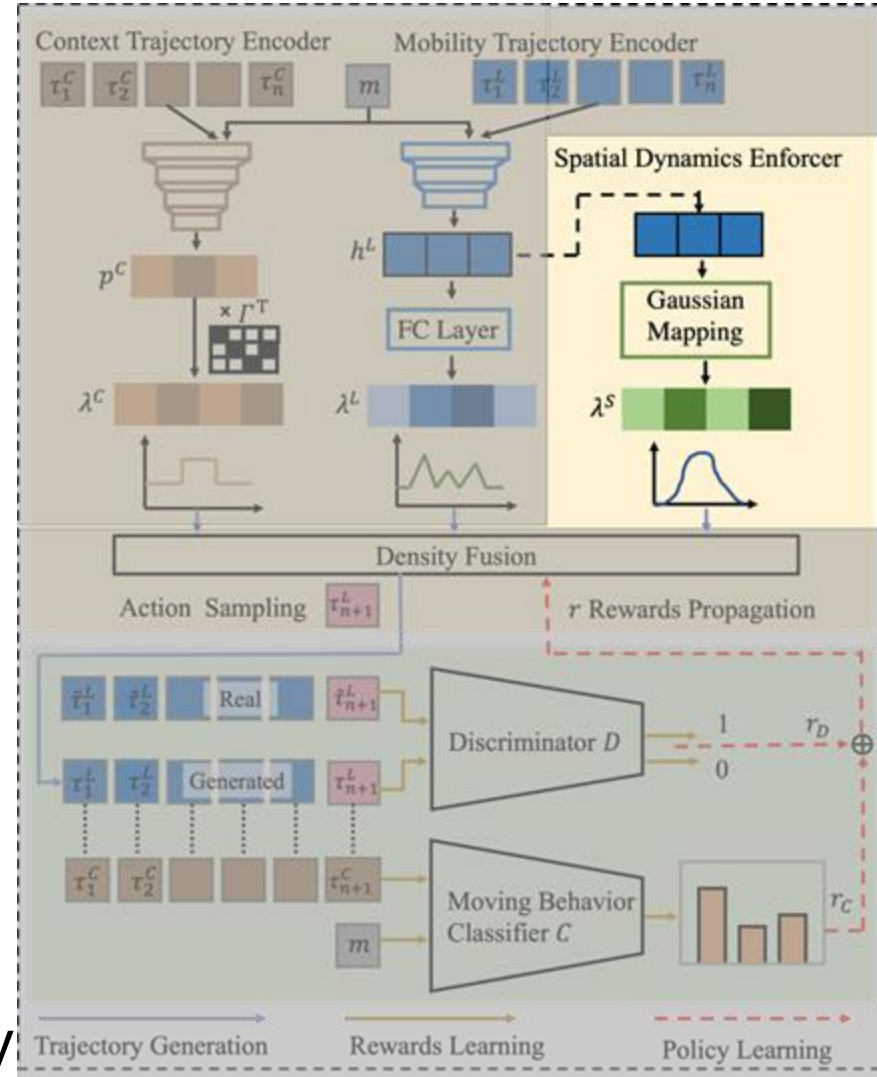 Context Trajectory Encoder
Mobility Trajectory Encoder
τ₁ᶜ τ₂ᶜ τₙᶜ
m
τ₁ᴸ τ₂ᴸ τₙᴸ
Spatial Dynamics Enforcer
hᴸ
pᶜ
× Γᵀ
FC Layer
Gaussian
Mapping
λᶜ
λᴸ
λˢ
Density Fusion
Action Sampling τₙ₊₁ᴸ
r Rewards Propagation
τ̃₁ᴸ τ̃₂ᴸ Real τ̃ₙ₊₁ᴸ
Discriminator D
1
0
r_D
⊕
τ₁ᴸ τ₂ᴸ Generated τₙ₊₁ᴸ
τ₁ᶜ τ₂ᶜ τₙ₊₁ᶜ
m
Moving Behavior
Classifier C
r_C
y
Trajectory Generation
Rewards Learning
Policy Learning